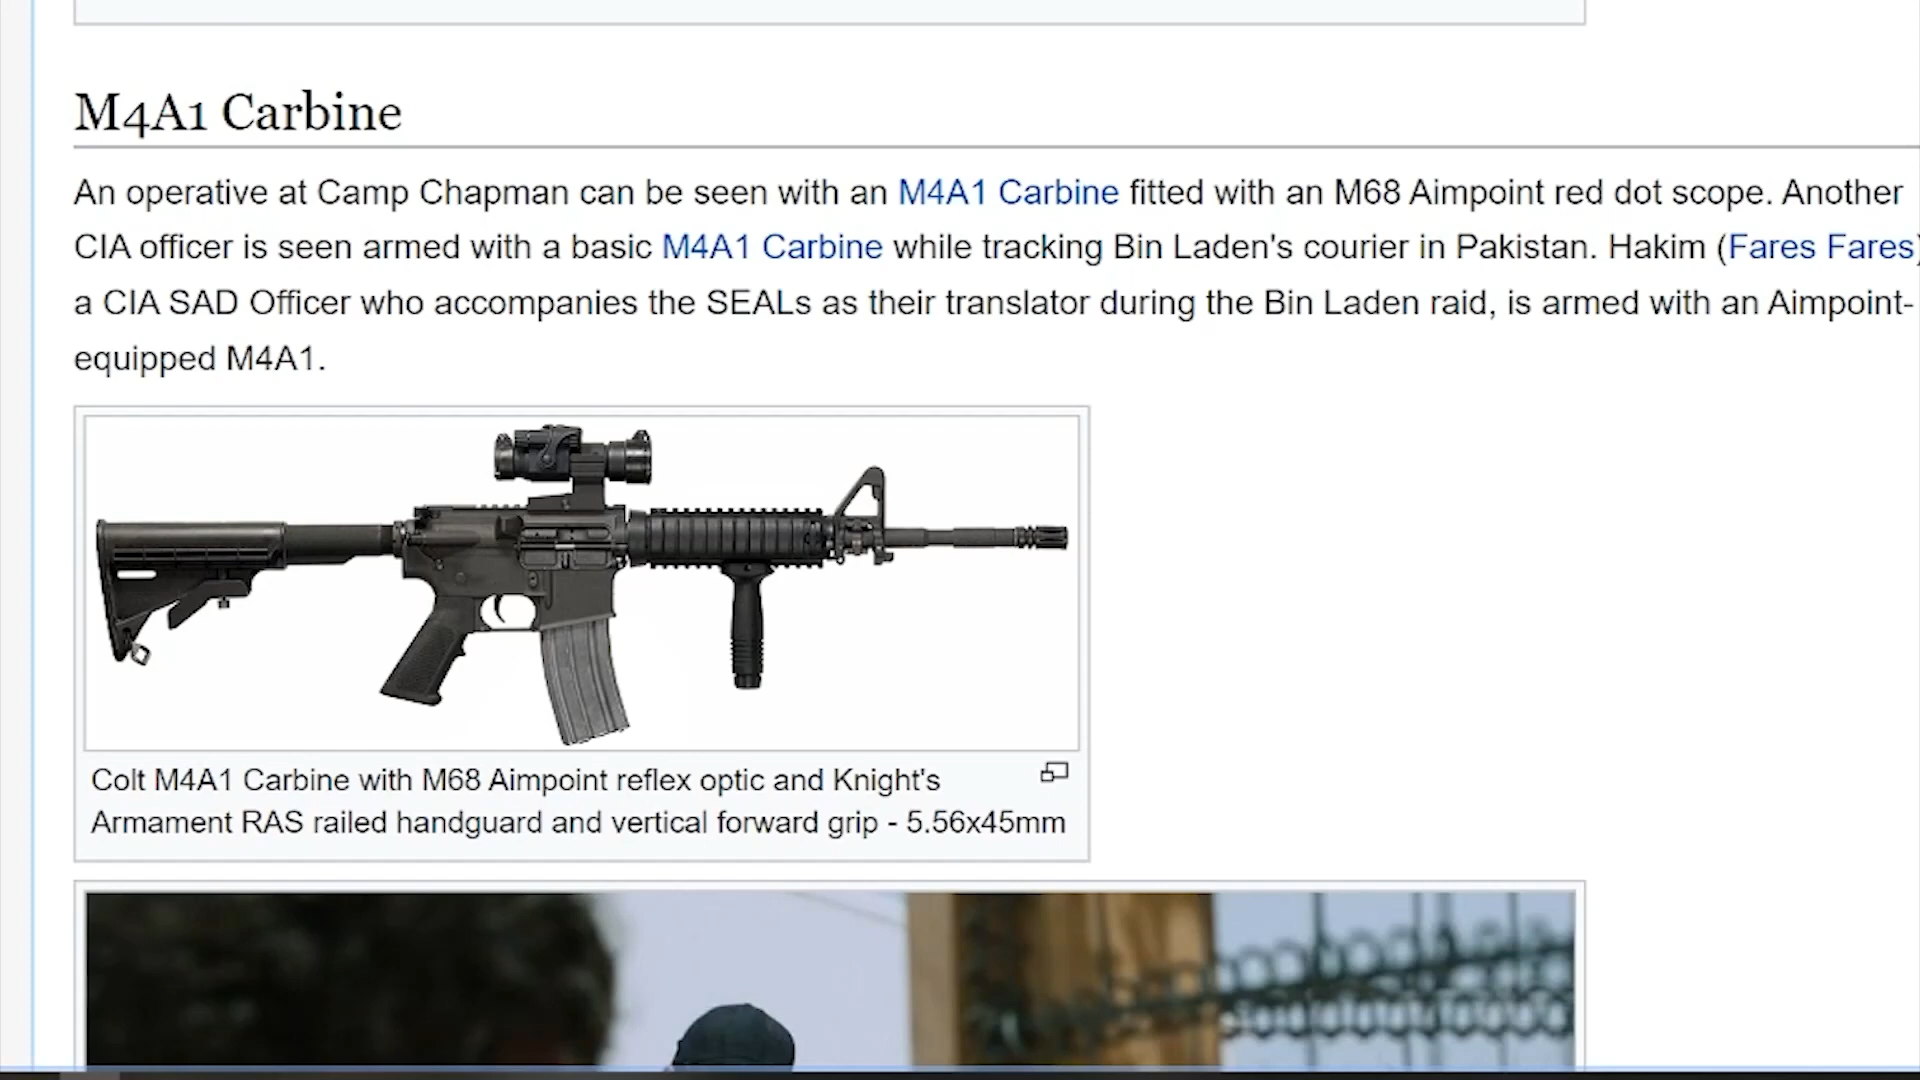 M4A1 Carbine
An operative at Camp Chapman can be seen with an M4A1 Carbine fitted with an M68 Aimpoint red dot scope. Another
CIA officer is seen armed with a basic M4A1 Carbine while tracking Bin Laden's courier in Pakistan. Hakim (Fares Fares)
a CIA SAD Officer who accompanies the SEALs as their translator during the Bin Laden raid, is armed with an Aimpoint-
equipped M4A1.
Colt M4A1 Carbine with M68 Aimpoint reflex optic and Knight's
Armament RAS railed handguard and vertical forward grip - 5.56x45mm